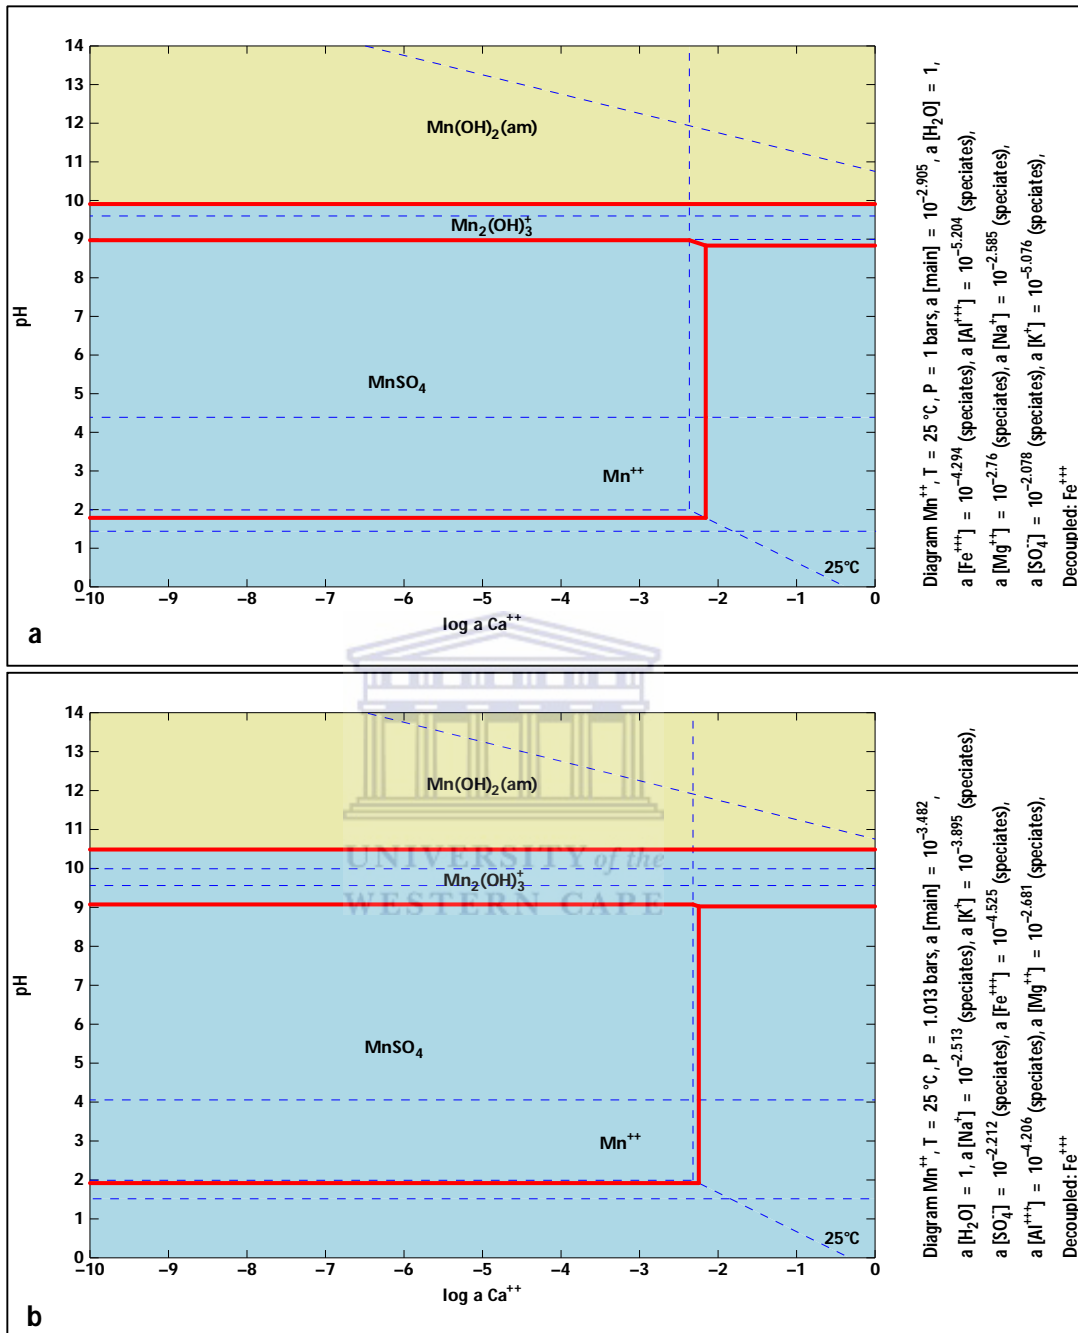 14
13
12
11
10
9
8
7
6
5
4
3
2
1
0
pH
Mn(OH)₂(am)
Mn₂(OH)₃⁺
MnSO₄
Mn⁺⁺
25°C
−10 −9 −8 −7 −6 −5 −4 −3 −2 −1 0
log a Ca⁺⁺
a
Diagram Mn⁺⁺, T = 25 °C, P = 1 bars, a [main] = 10⁻²·⁹⁰⁵, a [H₂O] = 1,
a [Fe⁺⁺⁺] = 10⁻⁴·²⁹⁴ (speciates), a [Al⁺⁺⁺] = 10⁻⁵·²⁰⁴ (speciates),
a [Mg⁺⁺] = 10⁻²·⁷⁶ (speciates), a [Na⁺] = 10⁻²·⁵⁸⁵ (speciates),
a [SO₄⁻⁻] = 10⁻²·⁰⁷⁸ (speciates), a [K⁺] = 10⁻⁵·⁰⁷⁶ (speciates),
Decoupled: Fe⁺⁺⁺
14
13
12
11
10
9
8
7
6
5
4
3
2
1
0
pH
Mn(OH)₂(am)
UNIVERSITY of the
Mn₂(OH)₃⁺
WESTERN CAPE
MnSO₄
Mn⁺⁺
25°C
−10 −9 −8 −7 −6 −5 −4 −3 −2 −1 0
log a Ca⁺⁺
b
Diagram Mn⁺⁺, T = 25 °C, P = 1.013 bars, a [main] = 10⁻³·⁴⁸²,
a [H₂O] = 1, a [Na⁺] = 10⁻²·⁵¹³ (speciates), a [K⁺] = 10⁻³·⁸⁹⁵ (speciates),
a [SO₄⁻⁻] = 10⁻²·²¹² (speciates), a [Fe⁺⁺⁺] = 10⁻⁴·⁵²⁵ (speciates),
a [Al⁺⁺⁺] = 10⁻⁴·²⁰⁶ (speciates), a [Mg⁺⁺] = 10⁻²·⁶⁸¹ (speciates),
Decoupled: Fe⁺⁺⁺